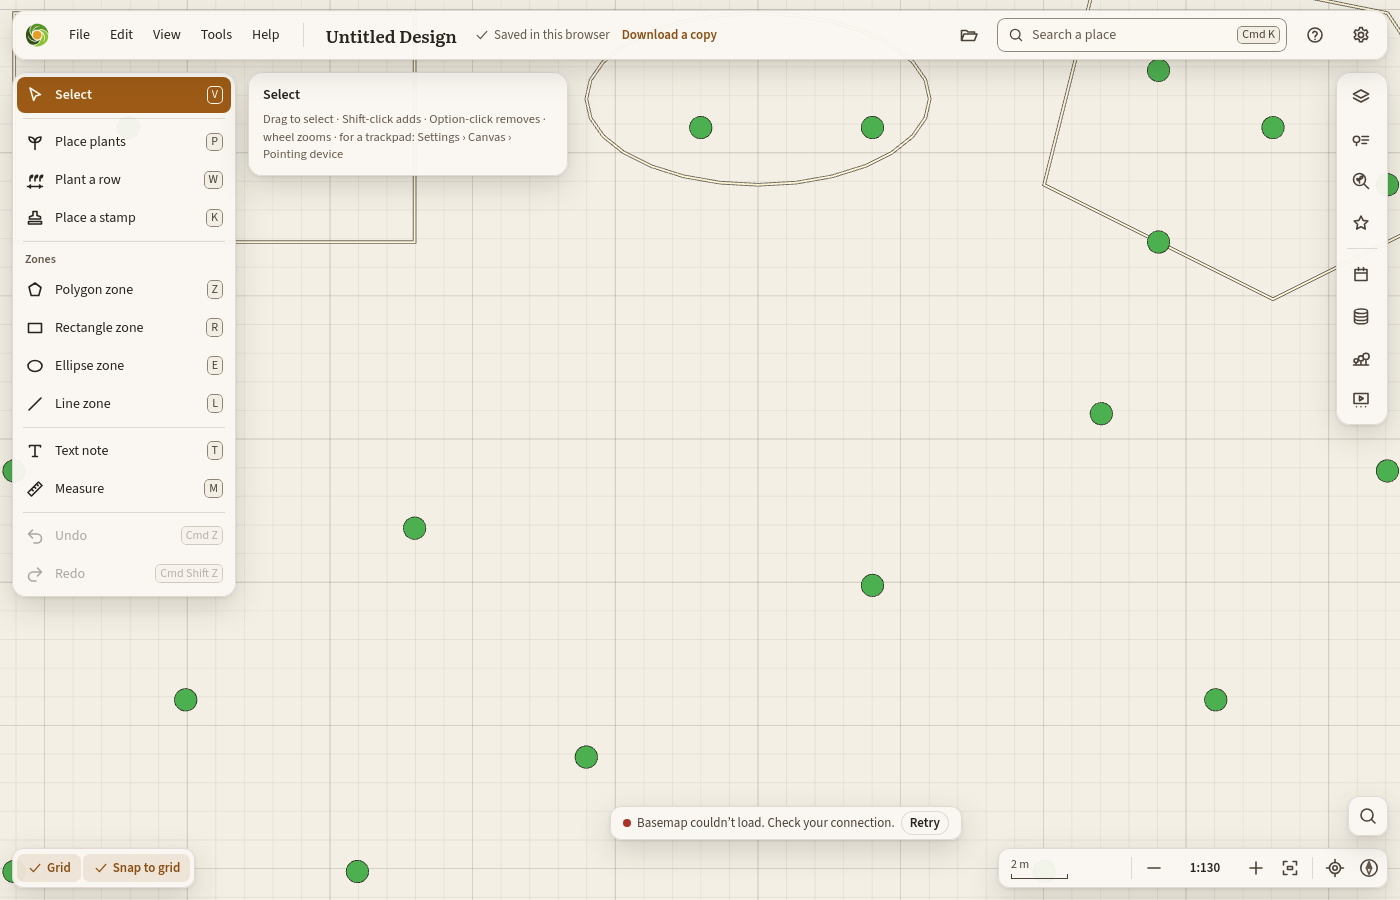 File Edit View Tools Help Untitled Design Saved in this browser Download a copy Search a place Cmd K
Select V
Place plants P
Plant a row W
Place a stamp K
Zones
Polygon zone Z
Rectangle zone R
Ellipse zone E
Line zone L
Text note T
Measure M
Undo Cmd Z
Redo Cmd Shift Z
Select
Drag to select · Shift-click adds · Option-click removes ·
wheel zooms · for a trackpad: Settings › Canvas ›
Pointing device
Basemap couldn’t load. Check your connection. Retry
Grid Snap to grid
2 m 1:130